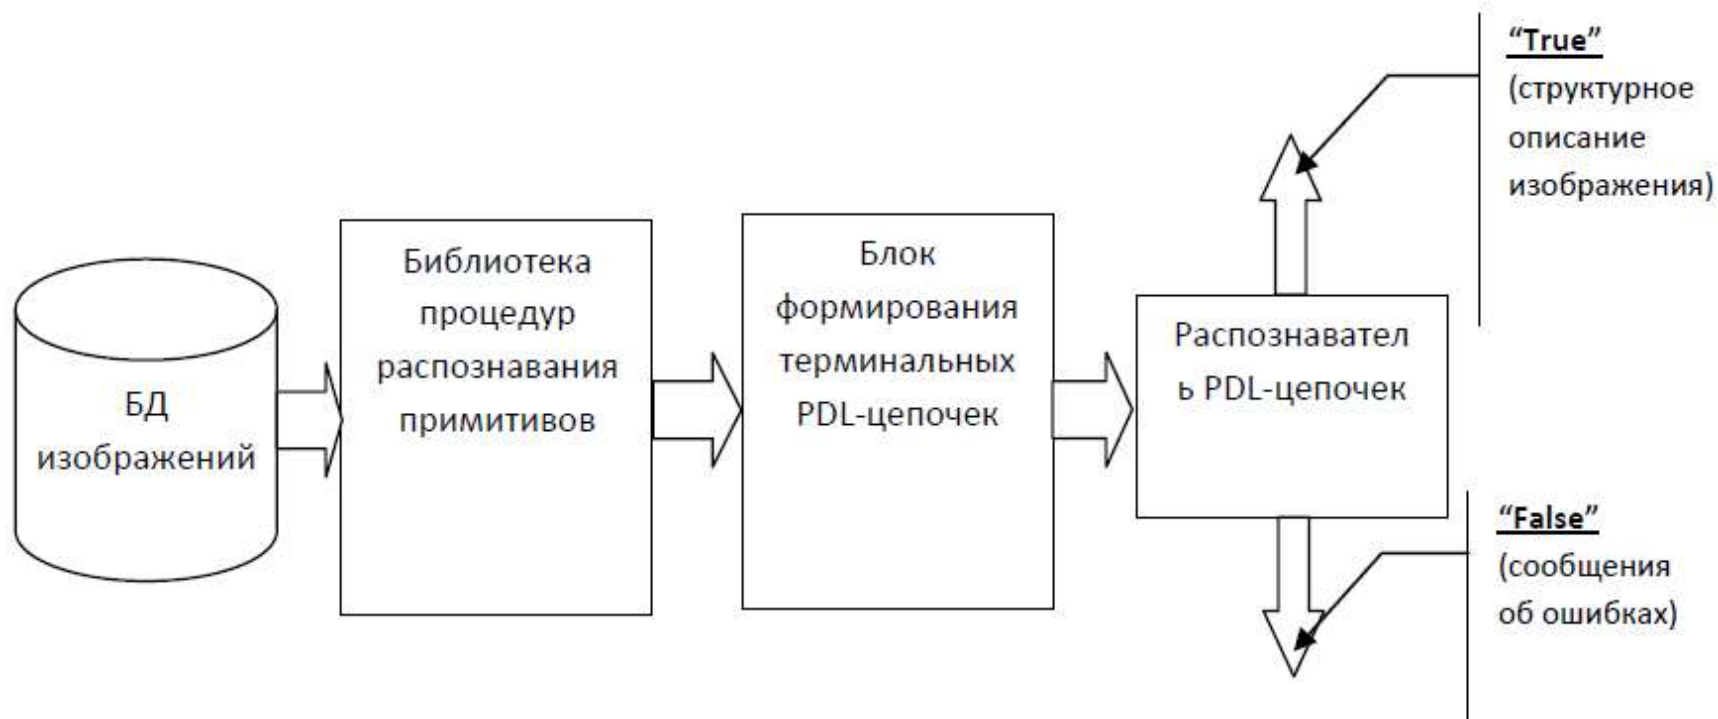 БД
изображений
Библиотека
процедур
распознавания
примитивов
Блок
формирования
терминальных
PDL-цепочек
Распознавател
ь PDL-цепочек
“True”
(структурное
описание
изображения)
“False”
(сообщения
об ошибках)